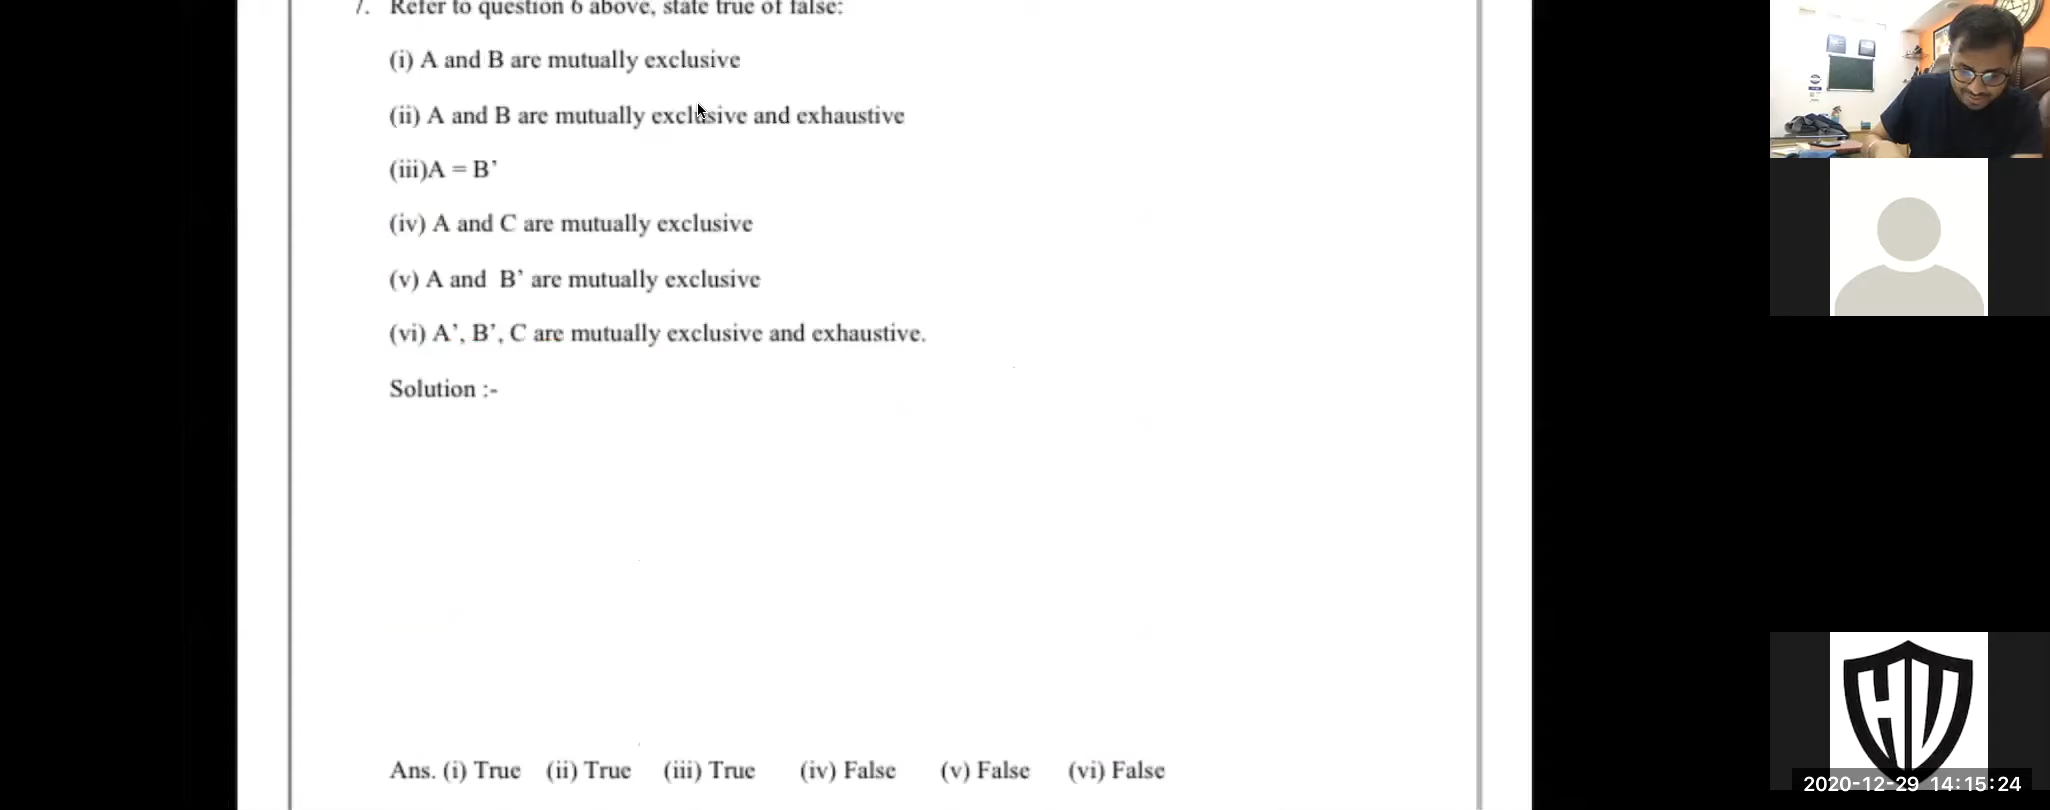 7. Refer to question 6 above, state true of false:
(i) A and B are mutually exclusive
(ii) A and B are mutually exclusive and exhaustive
(iii)A = B’
(iv) A and C are mutually exclusive
(v) A and B’ are mutually exclusive
(vi) A’, B’, C are mutually exclusive and exhaustive.
Solution :-
Ans. (i) True (ii) True (iii) True (iv) False (v) False (vi) False
2020-12-29 14:15:24